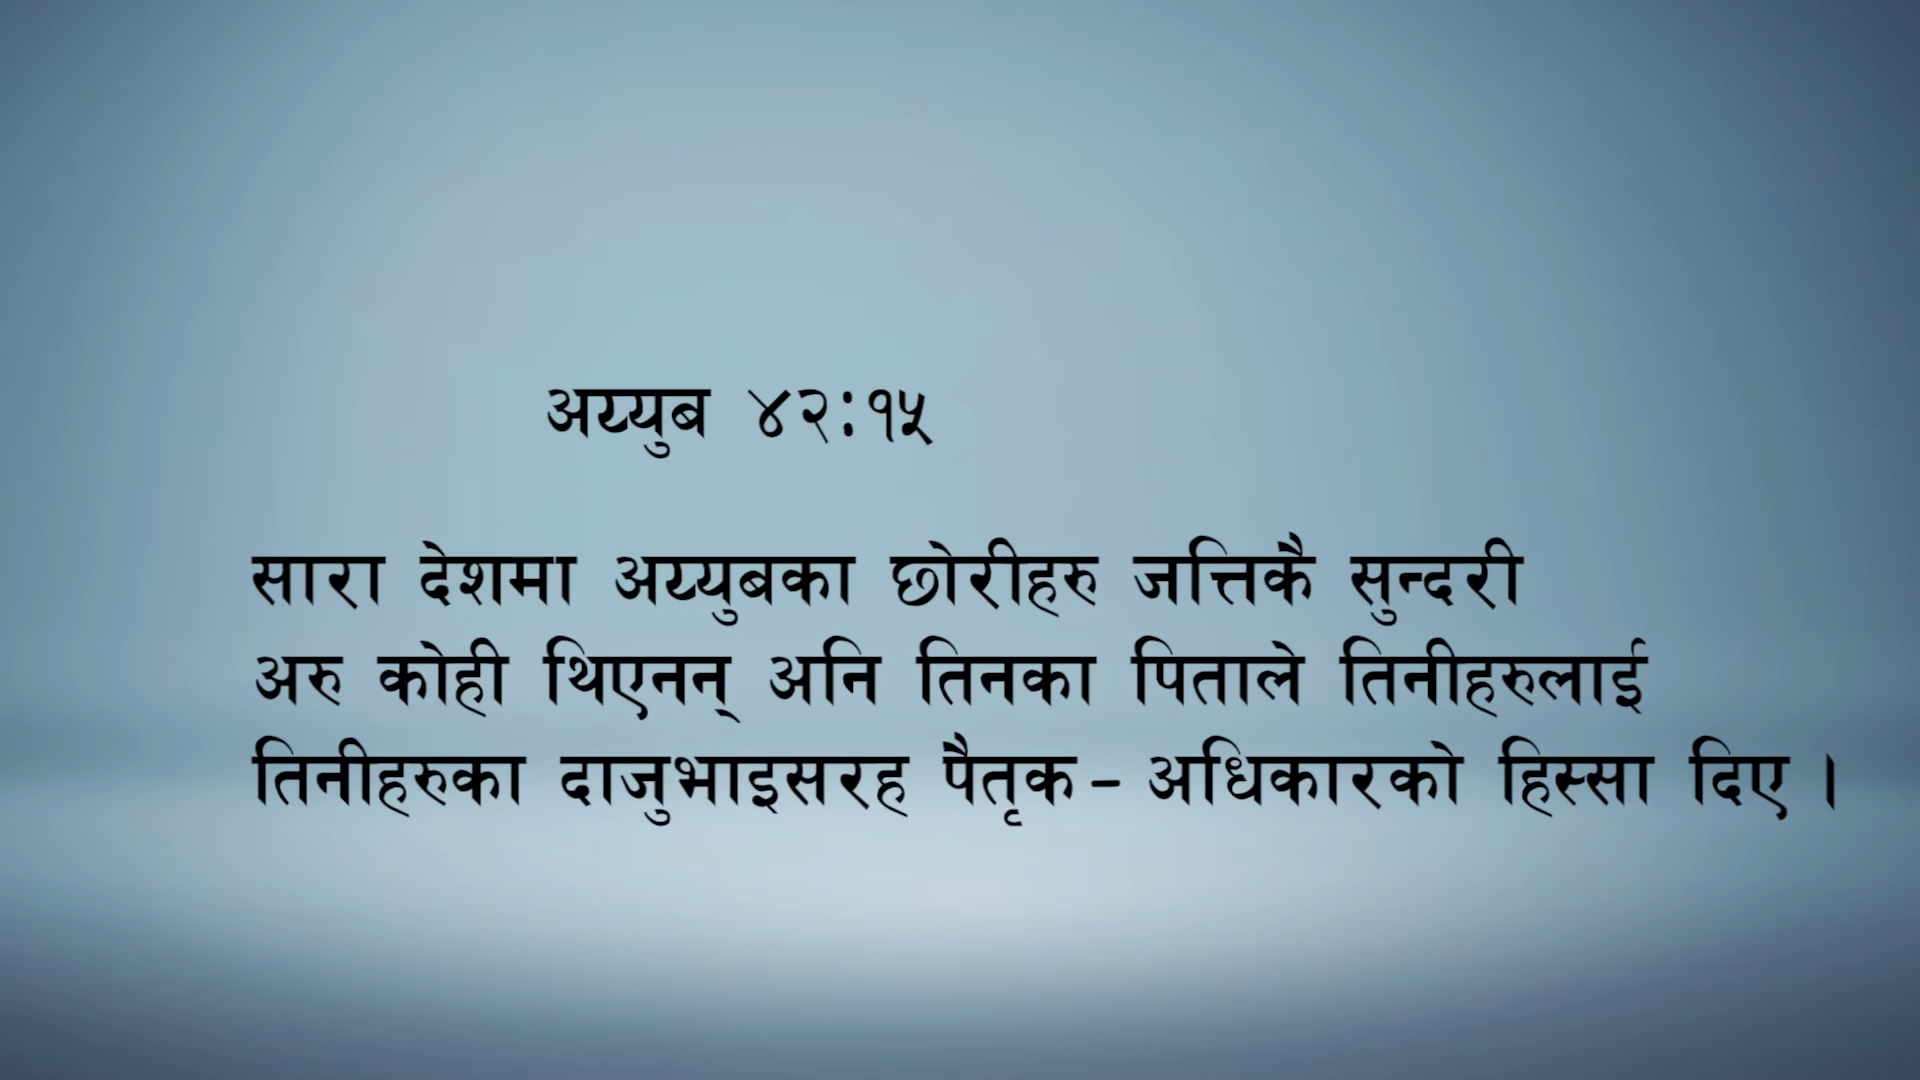 अय्युब ४२:१५
सारा देशमा अय्युबका छोरीहरु जत्तिकै सुन्दरी
अरु कोही थिएनन् अनि तिनका पिताले तिनीहरुलाई
तिनीहरुका दाजुभाइसरह पैतृक- अधिकारको हिस्सा दिए ।